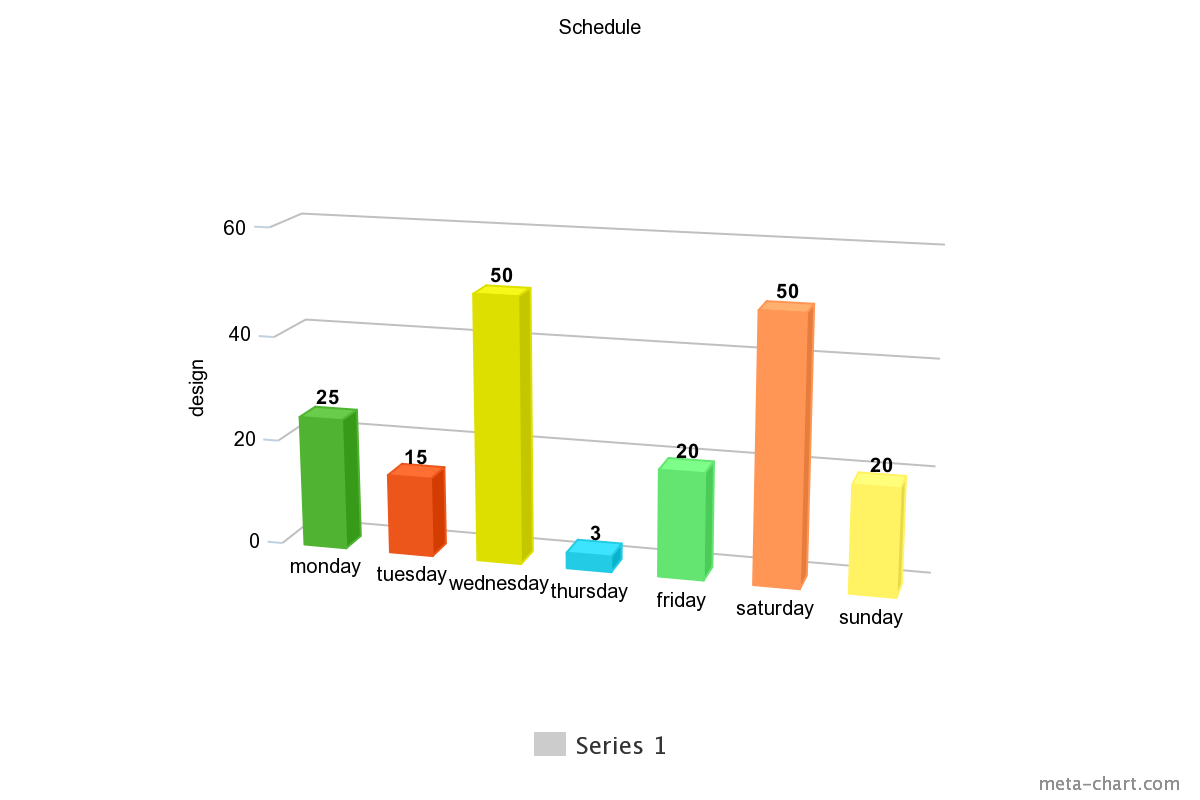 Schedule
60
40
20
0
design
25
15
50
3
20
50
20
monday
tuesday
wednesday
thursday
friday
saturday
sunday
Series 1
meta-chart.com